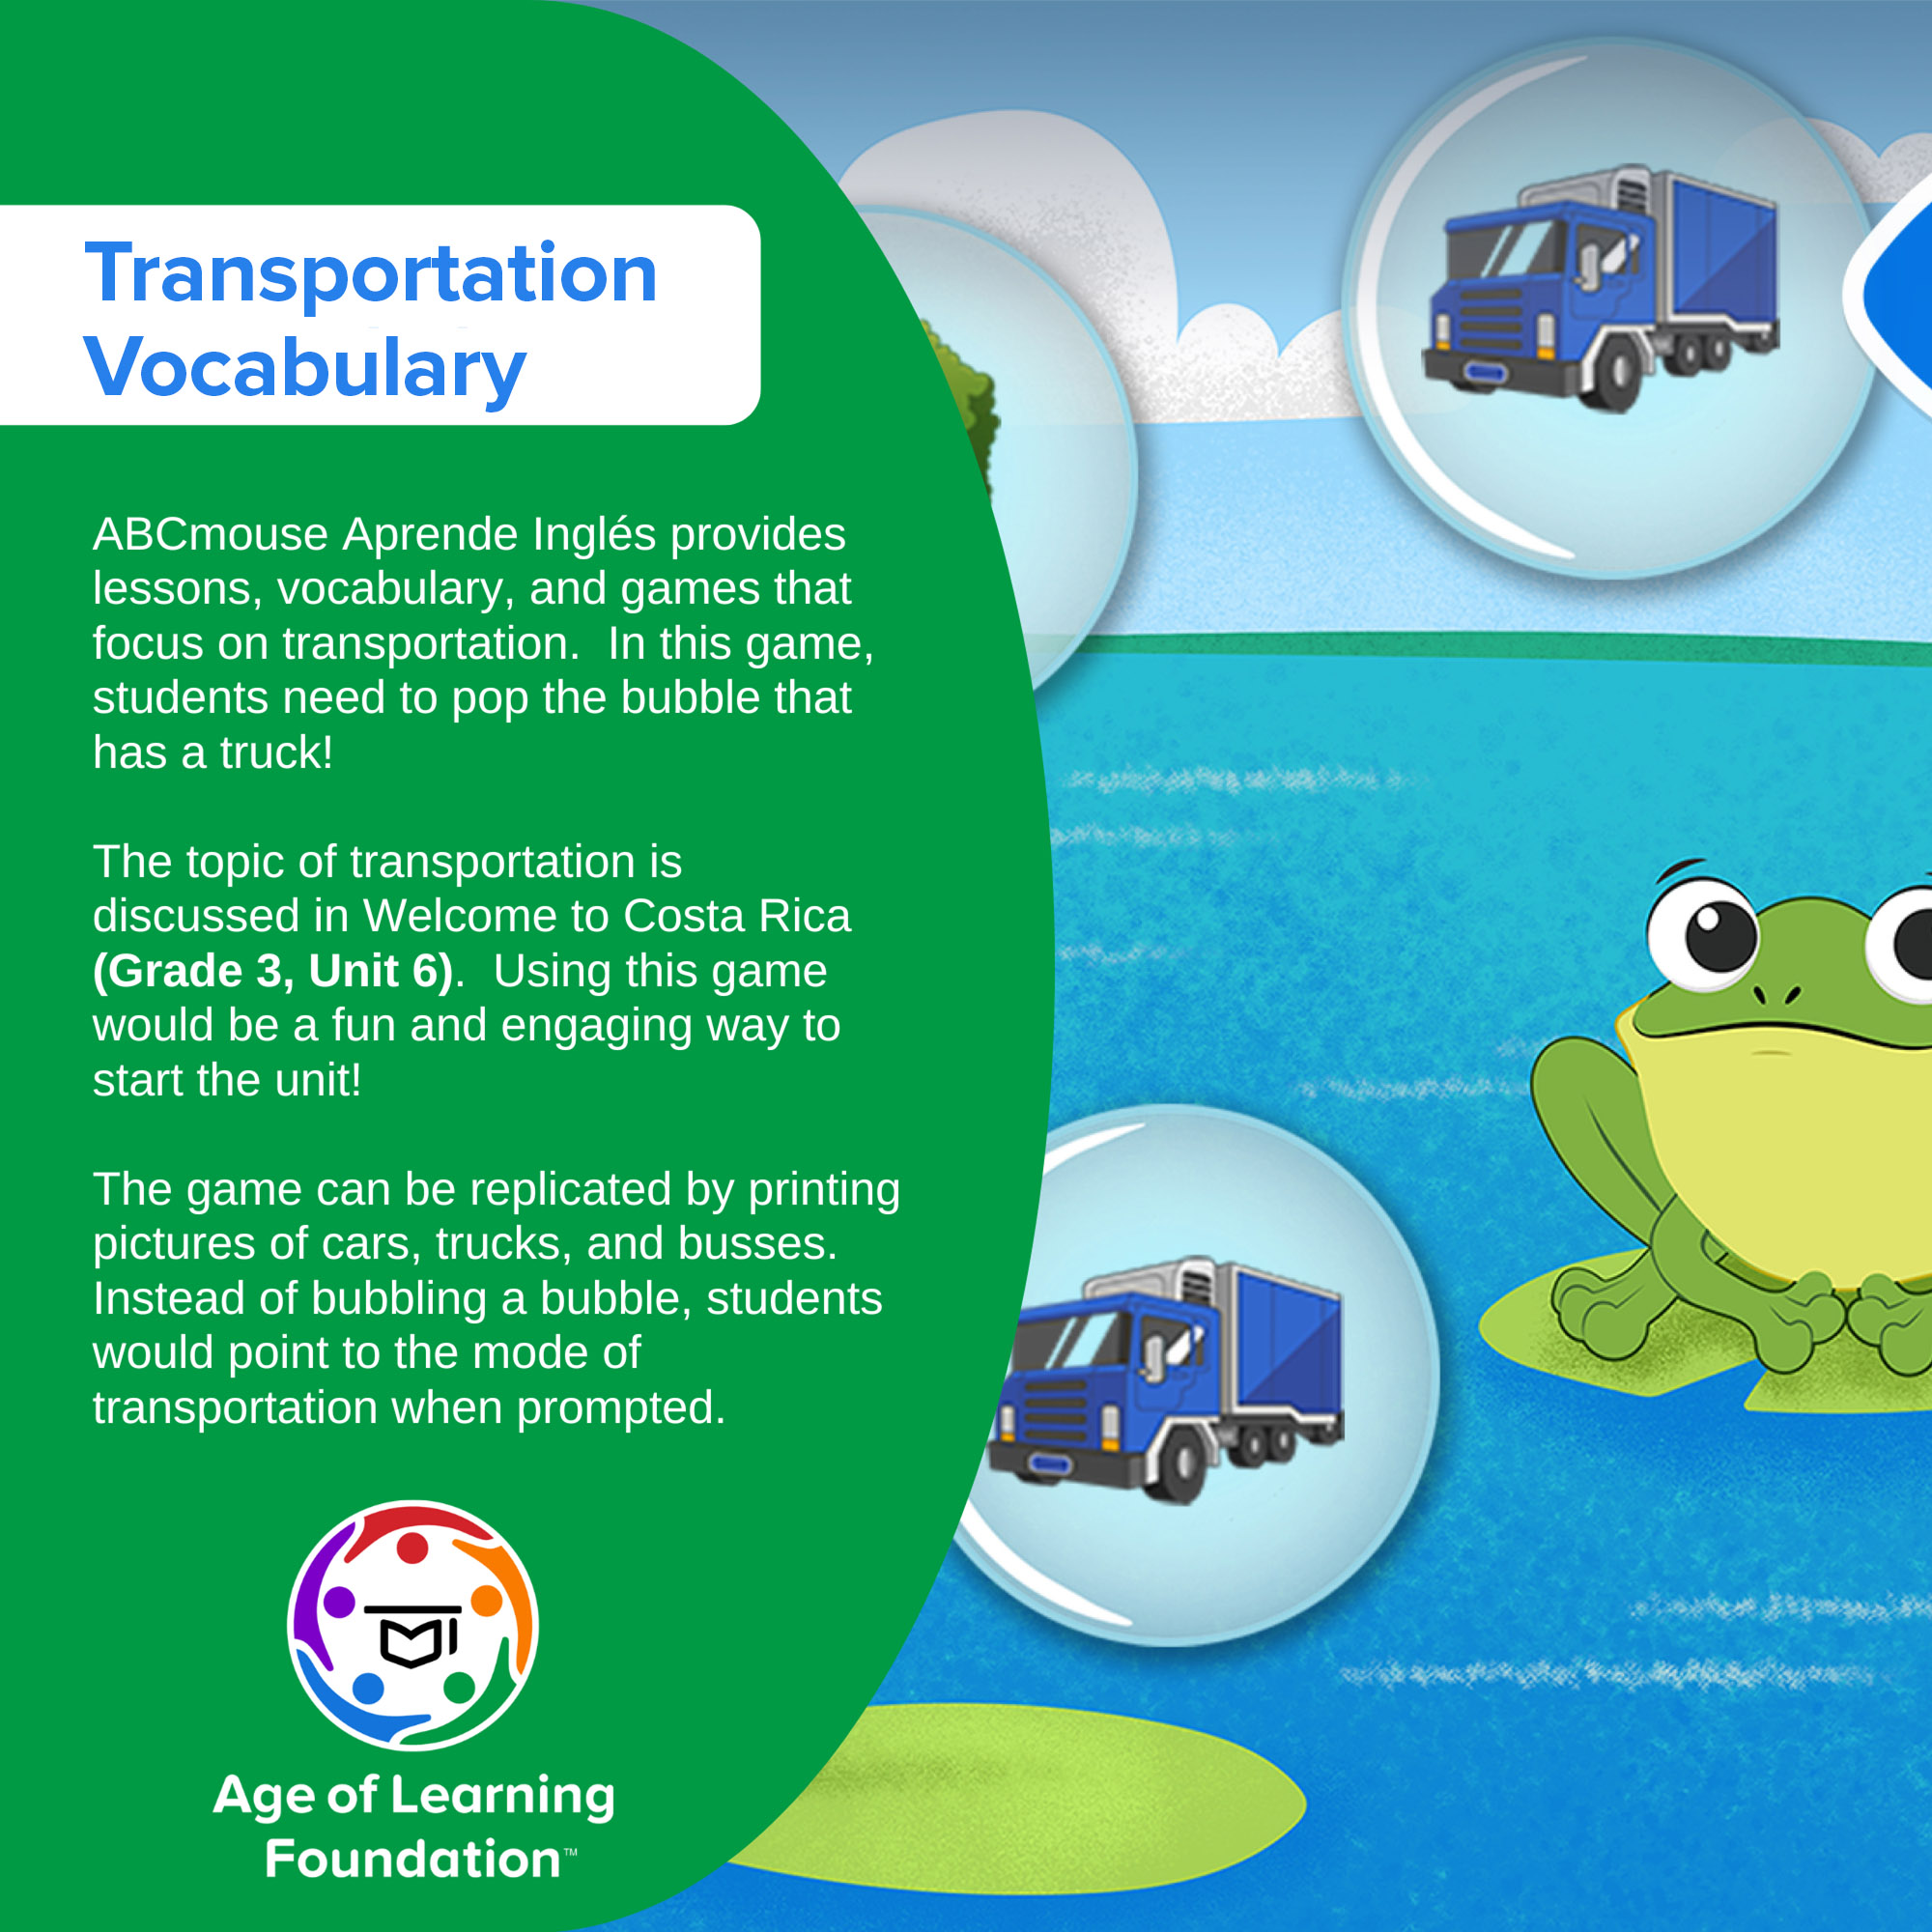 Transportation
Vocabulary
ABCmouse Aprende Inglés provides
lessons, vocabulary, and games that
focus on transportation.  In this game,
students need to pop the bubble that
has a truck!
The topic of transportation is
discussed in Welcome to Costa Rica
(Grade 3, Unit 6).  Using this game
would be a fun and engaging way to
start the unit!
The game can be replicated by printing
pictures of cars, trucks, and busses.
Instead of bubbling a bubble, students
would point to the mode of
transportation when prompted.
Age of Learning
Foundation™